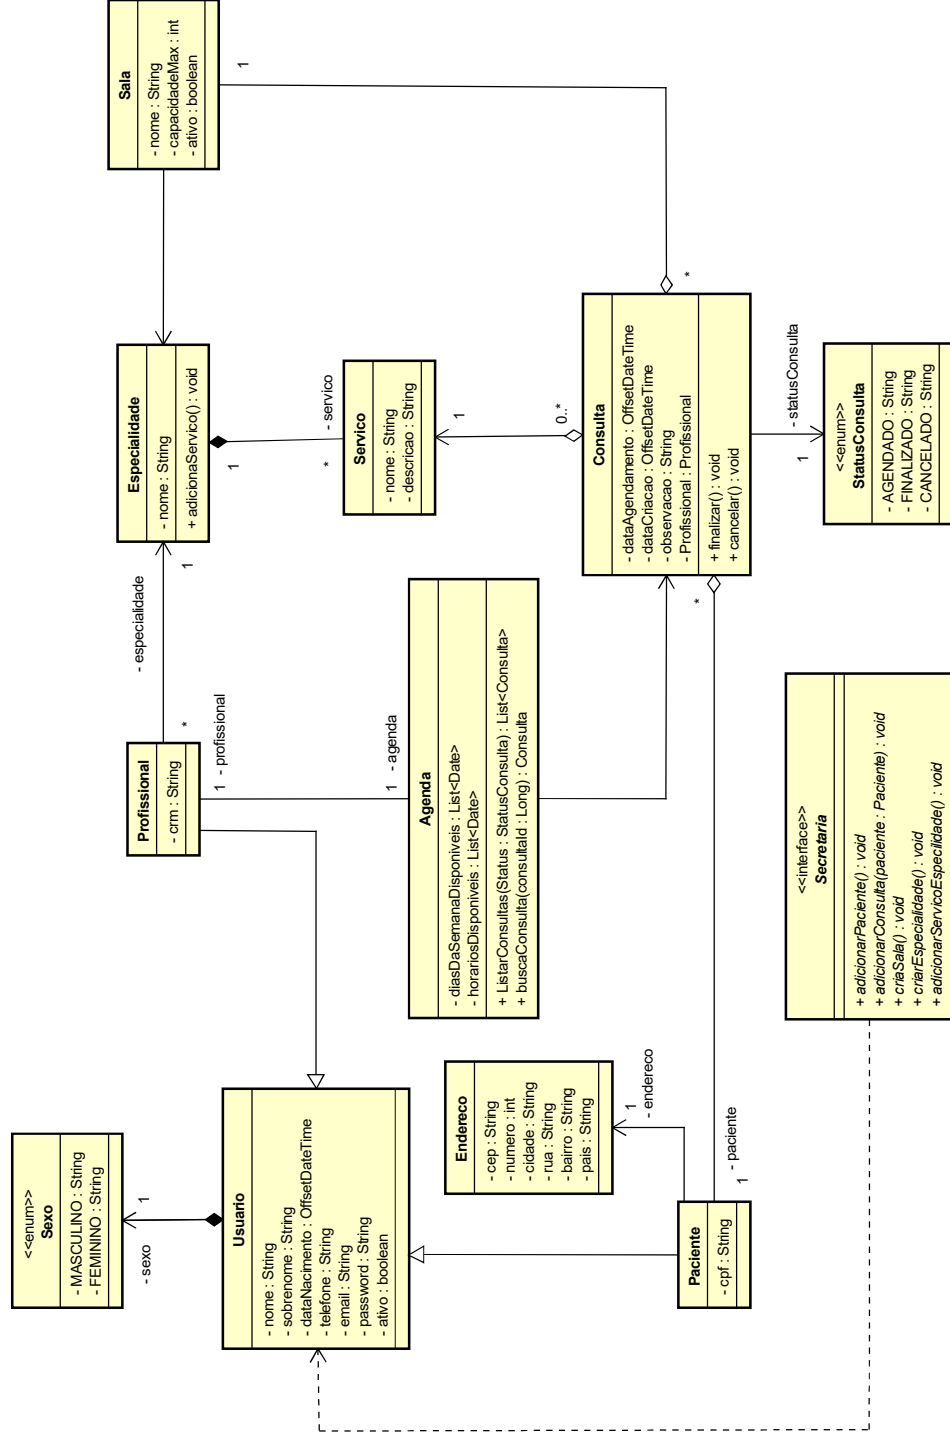 <<enum>>
Sexo
- MASCULINO : String
- FEMININO : String
- sexo
1
Usuario
- nome : String
- sobrenome : String
- dataNacimento : OffsetDateTime
- telefone : String
- email : String
- password : String
- ativo : boolean
Profissional
- crm : String
*
- especialidade
1
1 - profissional
1 - agenda
Especialidade
- nome : String
+ adicionaServico() : void
1
* - servico
Sala
- nome : String
- capacidadeMax : int
- ativo : boolean
1
Servico
- nome : String
- descricao : String
1
0..*
Agenda
- diasDaSemanaDisponiveis : List<Date>
- horariosDisponiveis : List<Date>
+ ListarConsultas(Status : StatusConsulta) : List<Consulta>
+ buscaConsulta(consultaId : Long) : Consulta
Endereco
- cep : String
- numero : int
- cidade : String
- rua : String
- bairro : String
- pais : String
1
- endereco
Consulta
- dataAgendamento : OffsetDateTime
- dataCriacao : OffsetDateTime
- observacao : String
- Profissional : Profissional
+ finalizar() : void
+ cancelar() : void
*
*
Paciente
- cpf : String
1 - paciente
1
- statusConsulta
<<enum>>
StatusConsulta
- AGENDADO : String
- FINALIZADO : String
- CANCELADO : String
<<interface>>
Secretaria
+ adicionarPaciente() : void
+ adicionarConsulta(paciente : Paciente) : void
+ criaSala() : void
+ criarEspecialidade() : void
+ adicionarServicoEspecilidade() : void